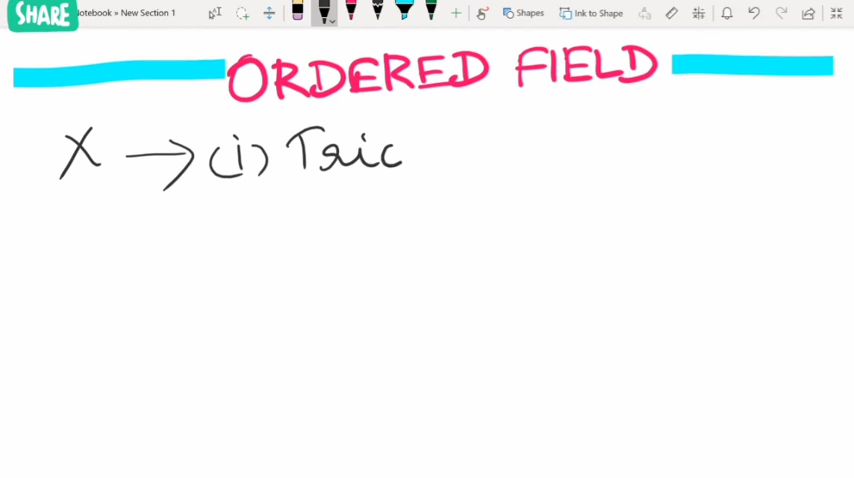 SHARE
Notebook » New Section 1
Shapes
Ink to Shape
ORDERED FIELD
X → (i) Tric